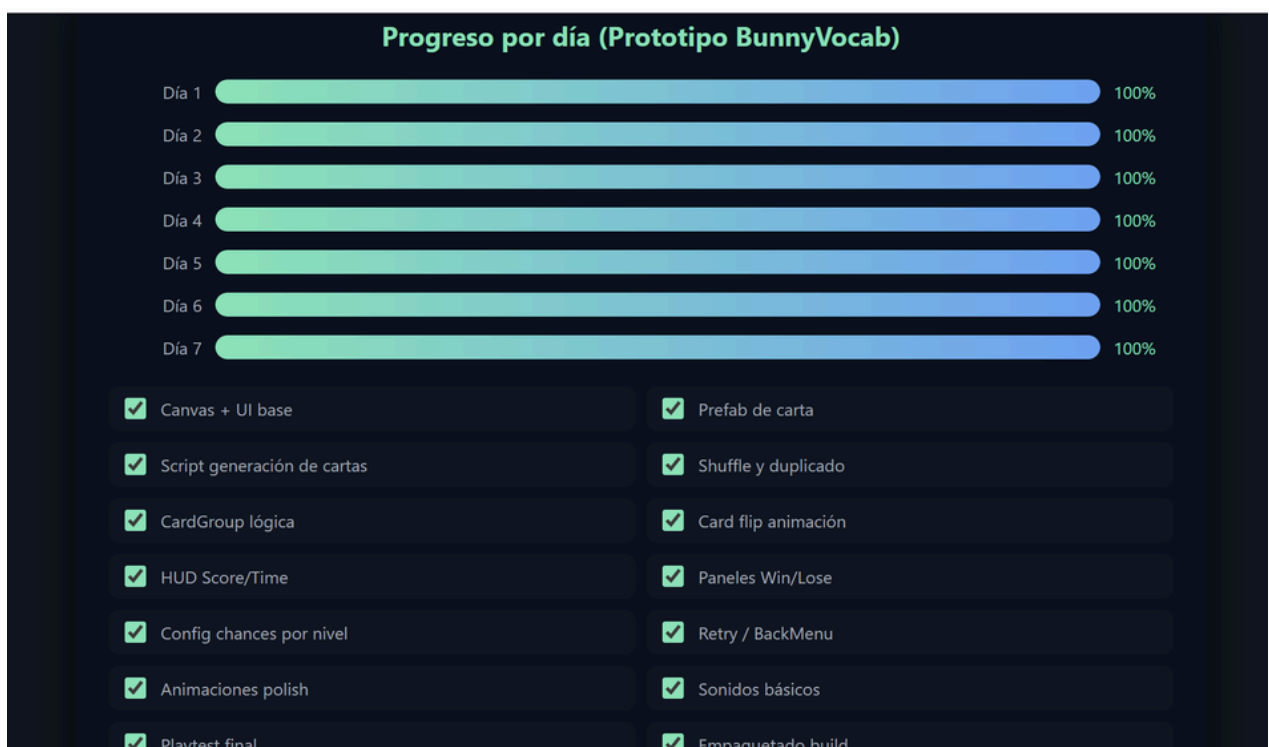 Progreso por día (Prototipo BunnyVocab)
Día 1 100%
Día 2 100%
Día 3 100%
Día 4 100%
Día 5 100%
Día 6 100%
Día 7 100%
Canvas + UI base
Prefab de carta
Script generación de cartas
Shuffle y duplicado
CardGroup lógica
Card flip animación
HUD Score/Time
Paneles Win/Lose
Config chances por nivel
Retry / BackMenu
Animaciones polish
Sonidos básicos
Playtest final
Empaquetado build